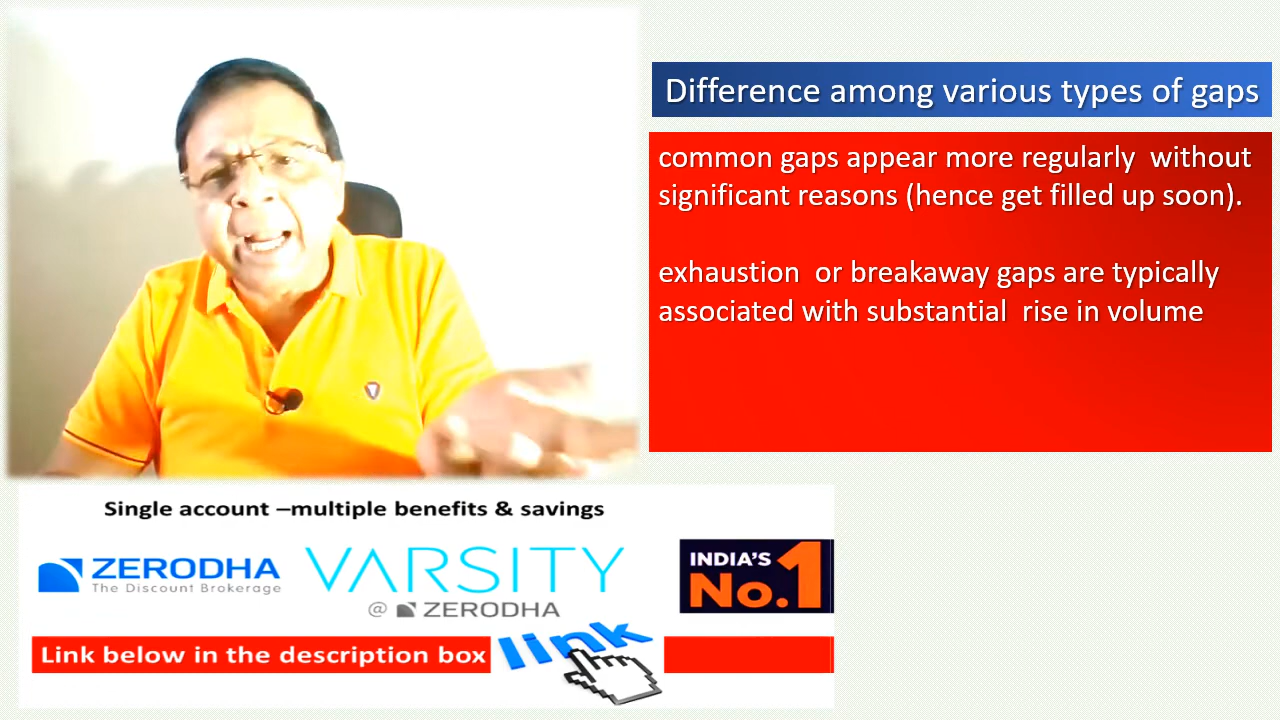 Difference among various types of gaps
common gaps appear more regularly without
significant reasons (hence get filled up soon).
exhaustion or breakaway gaps are typically
associated with substantial rise in volume
Single account –multiple benefits & savings
ZERODHA
The Discount Brokerage
VARSITY
@ ZERODHA
INDIA'S
No.1
Link below in the description box
link